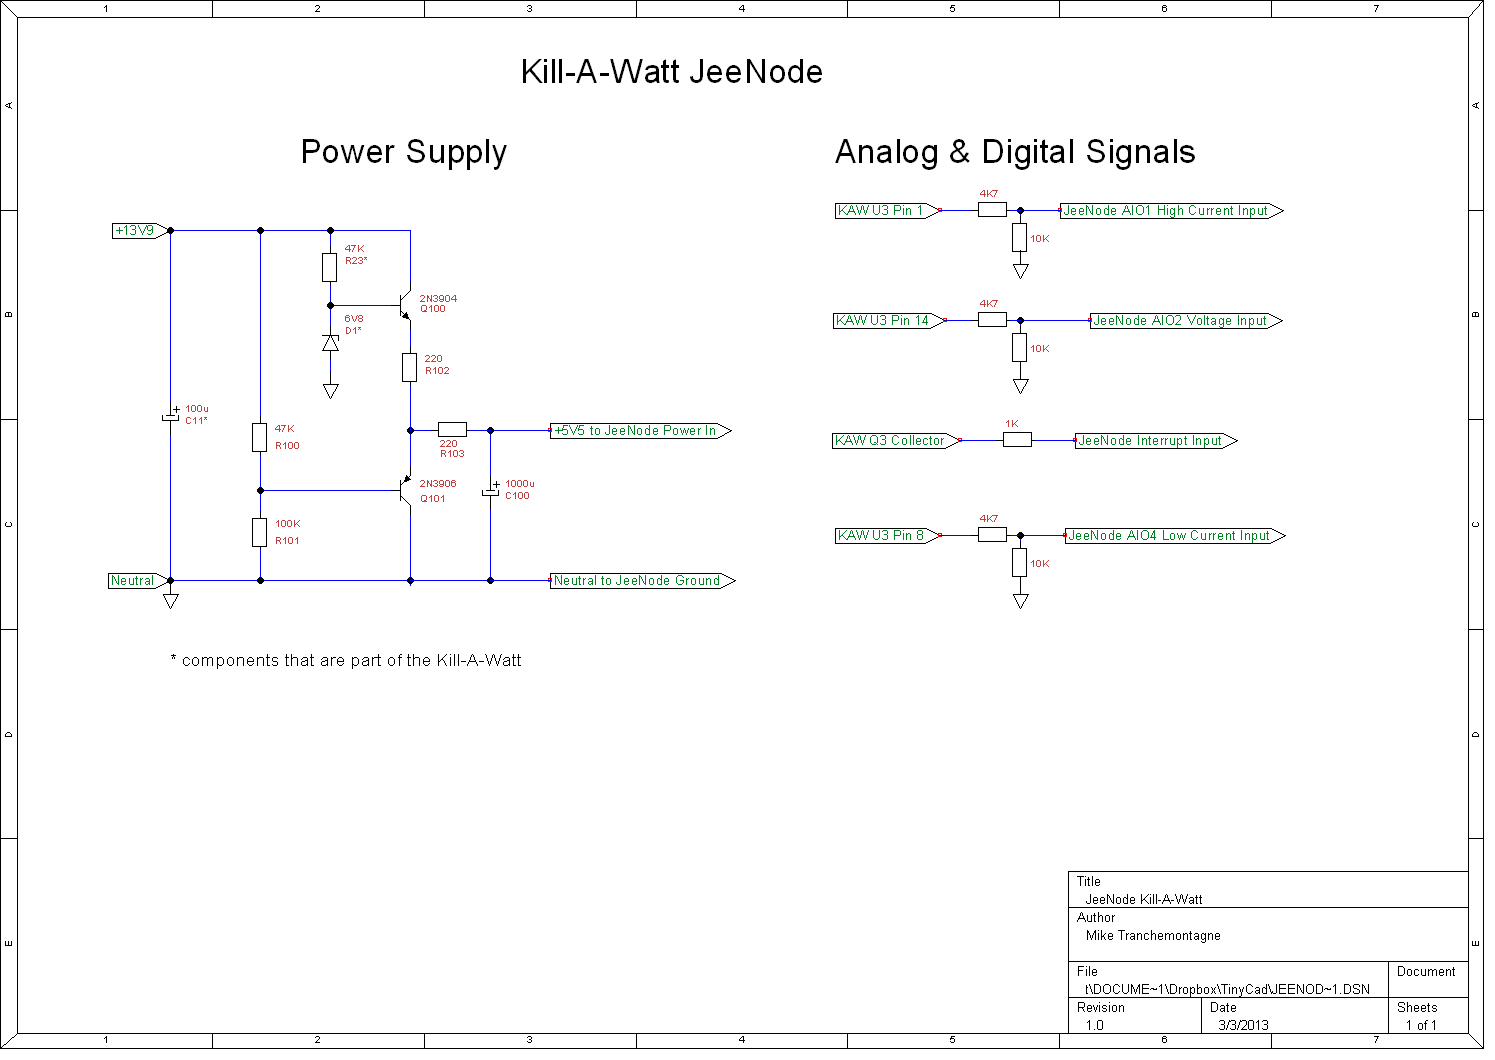 1 2 3 4 5 6 7
A A
B B
C C
D D
E E
Kill-A-Watt JeeNode
Power Supply
+13V9
47K
R23*
2N3904
Q100
6V8
D1*
220
R102
100u
C11*
47K
R100
220
R103
+5V5 to JeeNode Power In
2N3906
Q101
1000u
C100
100K
R101
Neutral
Neutral to JeeNode Ground
* components that are part of the Kill-A-Watt
Analog & Digital Signals
4K7
KAW U3 Pin 1
JeeNode AIO1 High Current Input
10K
4K7
KAW U3 Pin 14
JeeNode AIO2 Voltage Input
10K
1K
KAW Q3 Collector
JeeNode Interrupt Input
4K7
KAW U3 Pin 8
JeeNode AIO4 Low Current Input
10K
Title
JeeNode Kill-A-Watt
Author
Mike Tranchemontagne
File
t\DOCUME~1\Dropbox\TinyCad\JEENOD~1.DSN
Document
Revision
1.0
Date
3/3/2013
Sheets
1 of 1
1 2 3 4 5 6 7